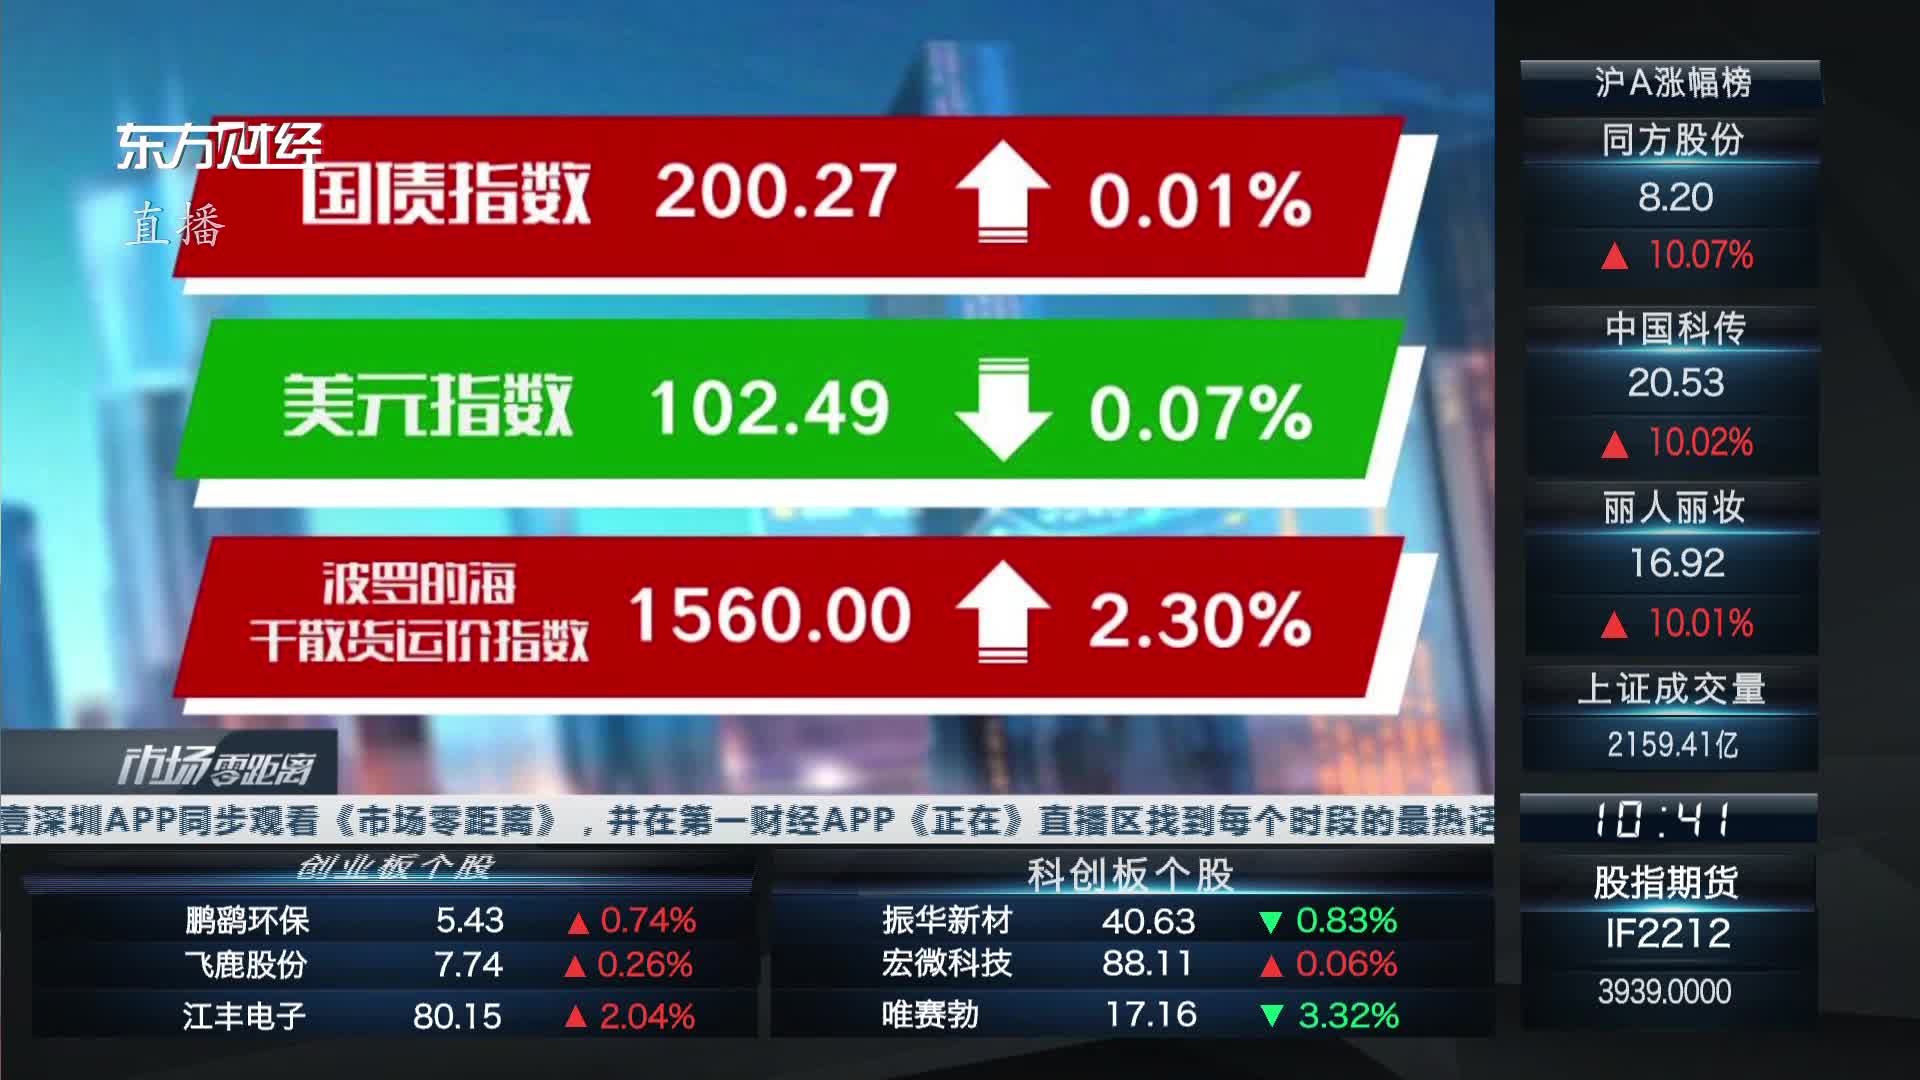 东方财经
直播
国债指数 200.27 0.01%
美元指数 102.49 0.07%
波罗的海
干散货运价指数 1560.00 2.30%
市场零距离
壹深圳APP同步观看《市场零距离》，并在第一财经APP《正在》直播区找到每个时段的最热话
创业板个股
鹏鹞环保 5.43 ▲ 0.74%
飞鹿股份 7.74 ▲ 0.26%
江丰电子 80.15 ▲ 2.04%
科创板个股
振华新材 40.63 ▼ 0.83%
宏微科技 88.11 ▲ 0.06%
唯赛勃 17.16 ▼ 3.32%
沪A涨幅榜
同方股份
8.20
▲ 10.07%
中国科传
20.53
▲ 10.02%
丽人丽妆
16.92
▲ 10.01%
上证成交量
2159.41亿
10:41
股指期货
IF2212
3939.0000